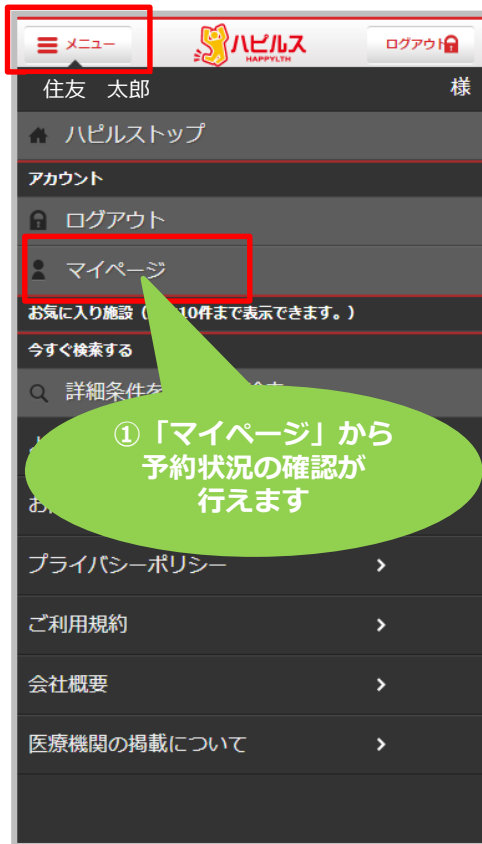 メニュー
ハピルス
HAPPYLTH
ログアウト
住友 太郎 様
ハピルストップ
アカウント
ログアウト
マイページ
お気に入り施設（ 10件まで表示できます。）
今すぐ検索する
詳細条件を
①「マイページ」から
予約状況の確認が
行えます
お
プライバシーポリシー
ご利用規約
会社概要
医療機関の掲載について